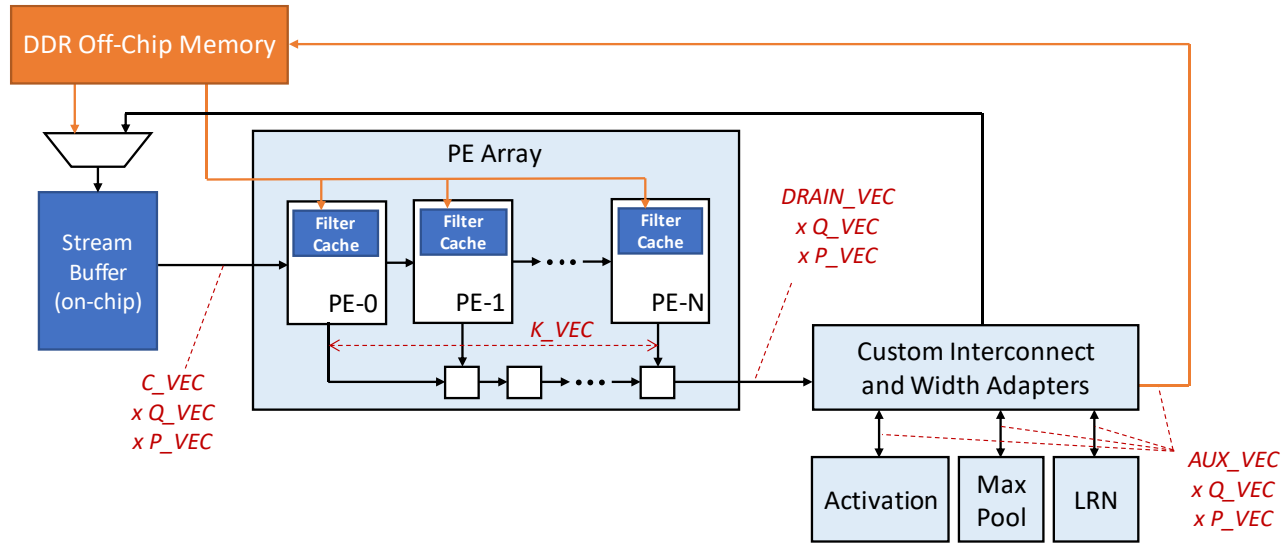 DDR Off-Chip Memory
PE Array
Filter
Cache
Filter
Cache
Filter
Cache
PE-0
PE-1
PE-N
Stream
Buffer
(on-chip)
DRAIN_VEC
x Q_VEC
x P_VEC
K_VEC
C_VEC
x Q_VEC
x P_VEC
Custom Interconnect
and Width Adapters
Activation
Max
Pool
LRN
AUX_VEC
x Q_VEC
x P_VEC